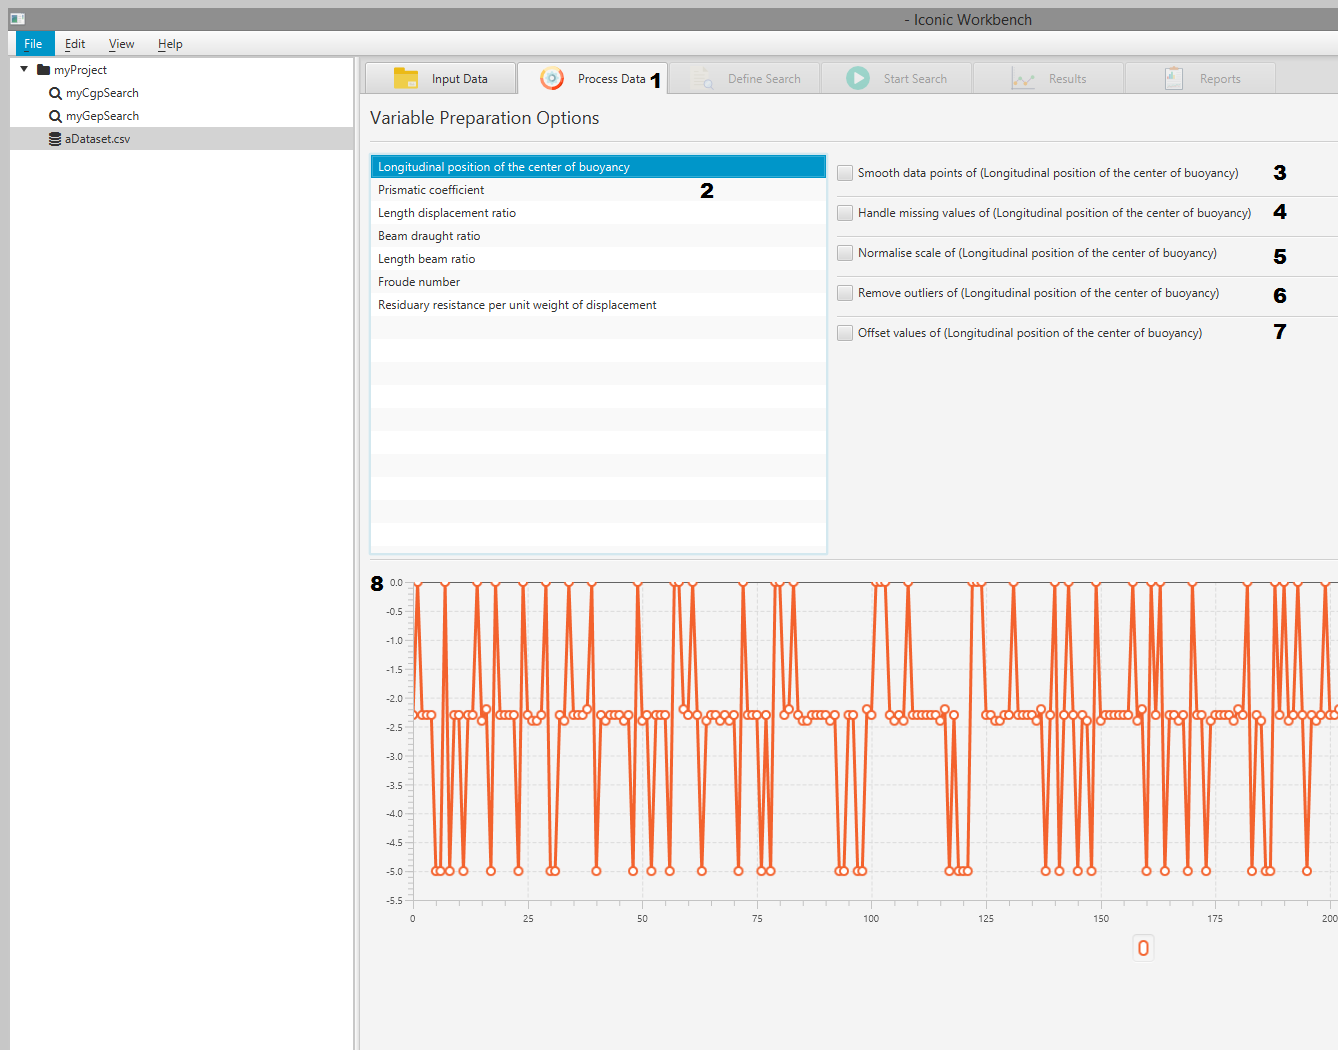 - Iconic Workbench
File Edit View Help
myProject
myCgpSearch
myGepSearch
aDataset.csv
Input Data
Process Data 1
Define Search
Start Search
Results
Reports
Variable Preparation Options
Longitudinal position of the center of buoyancy
Prismatic coefficient 2
Length displacement ratio
Beam draught ratio
Length beam ratio
Froude number
Residuary resistance per unit weight of displacement
Smooth data points of (Longitudinal position of the center of buoyancy) 3
Handle missing values of (Longitudinal position of the center of buoyancy) 4
Normalise scale of (Longitudinal position of the center of buoyancy) 5
Remove outliers of (Longitudinal position of the center of buoyancy) 6
Offset values of (Longitudinal position of the center of buoyancy) 7
8 0.0
-0.5
-1.0
-1.5
-2.0
-2.5
-3.0
-3.5
-4.0
-4.5
-5.0
-5.5
0 25 50 75 100 125 150 175 200
0